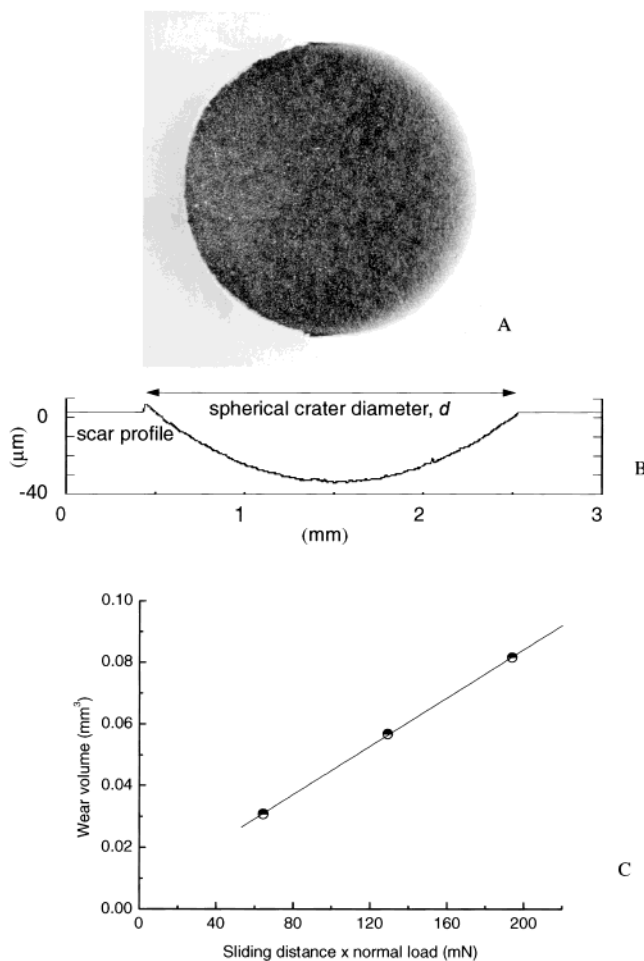 A
spherical crater diameter, d
0
scar profile
(μm)
-40
B
0 1 2 3
(mm)
0.10
0.08
0.06
0.04
0.02
0.00
Wear volume (mm³)
C
0 40 80 120 160 200
Sliding distance x normal load (mN)